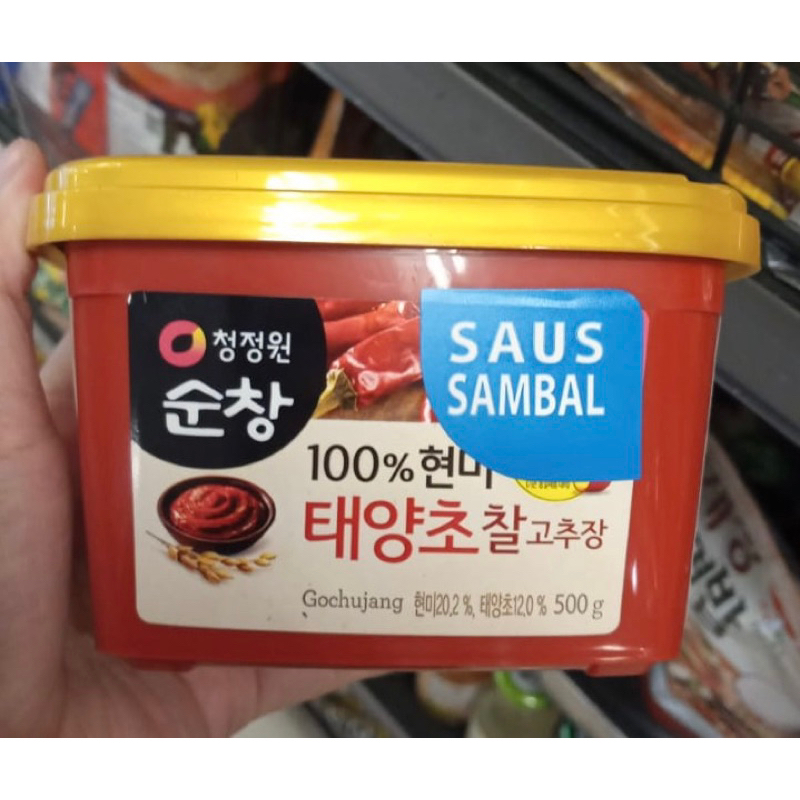 청정원
순창
SAUS
SAMBAL
100%현미
태양초찰고추장
Gochujang 현미20.2%, 태양초12.0% 500g